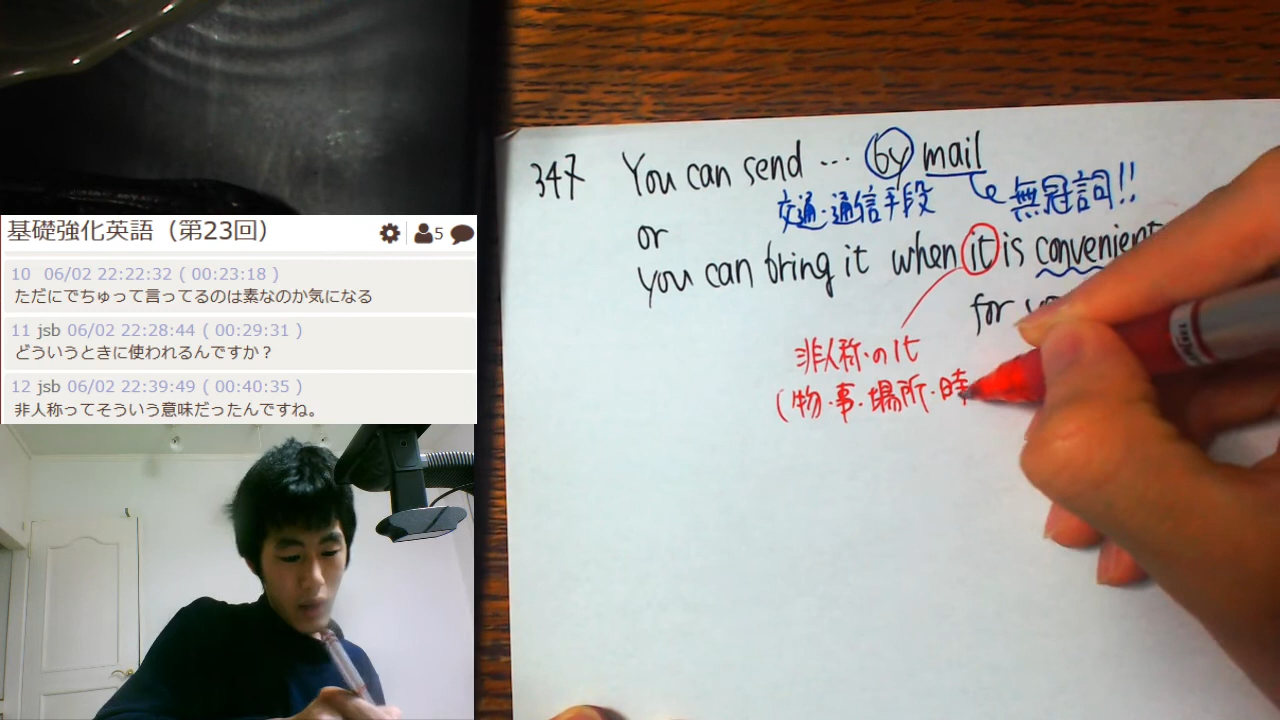 基礎強化英語（第23回）
5
10 06/02 22:22:32 ( 00:23:18 )
ただにでちゅって言ってるのは素なのか気になる
11 jsb 06/02 22:28:44 ( 00:29:31 )
どういうときに使われるんですか？
12 jsb 06/02 22:39:49 ( 00:40:35 )
非人称ってそういう意味だったんですね。
347 You can send … by mail
交通・通信手段 無冠詞!!
or
you can bring it when it is convenient
for
非人称のit
(物・事・場所・時